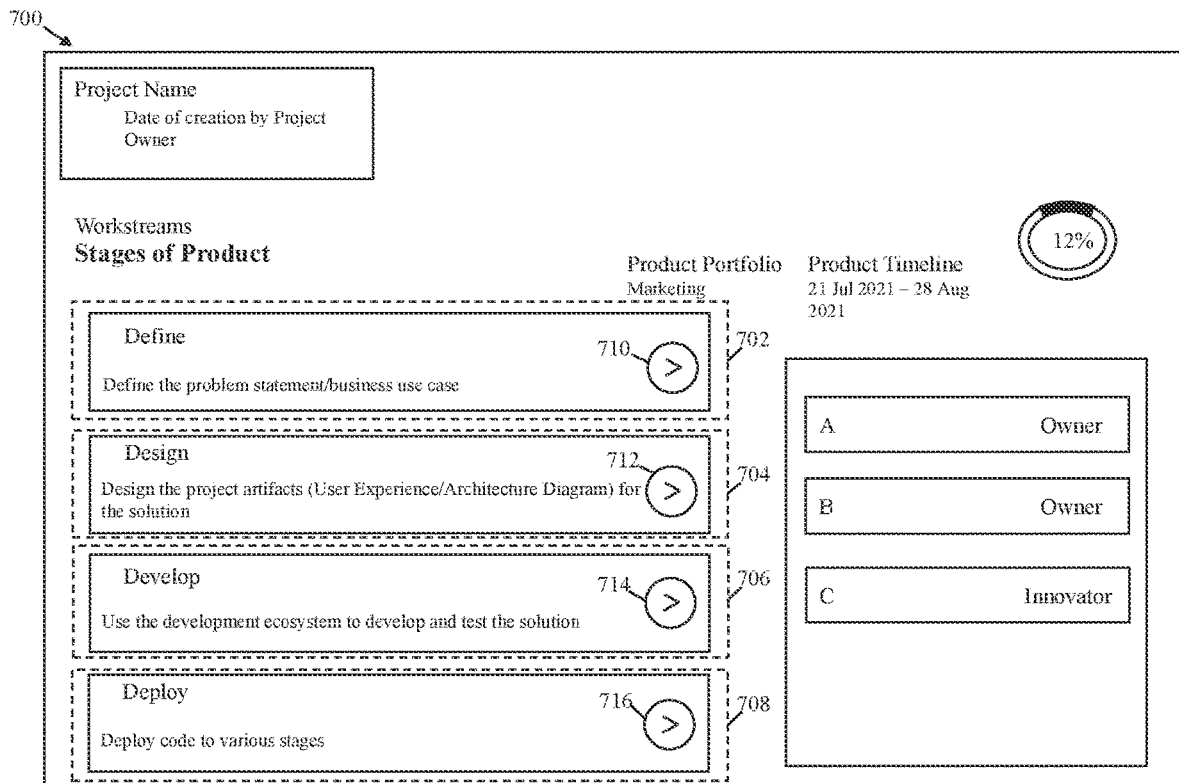 700
Project Name
Date of creation by Project
Owner
12%
Workstreams
Stages of Product
Product Portfolio
Marketing
Product Timeline
21 Jul 2021 – 28 Aug
2021
Define
710
>
702
Define the problem statement/business use case
A Owner
Design
712
>
704
Design the project artifacts (User Experience/Architecture Diagram) for
the solution
B Owner
Develop
714
>
706
Use the development ecosystem to develop and test the solution
C Innovator
Deploy
716
>
708
Deploy code to various stages